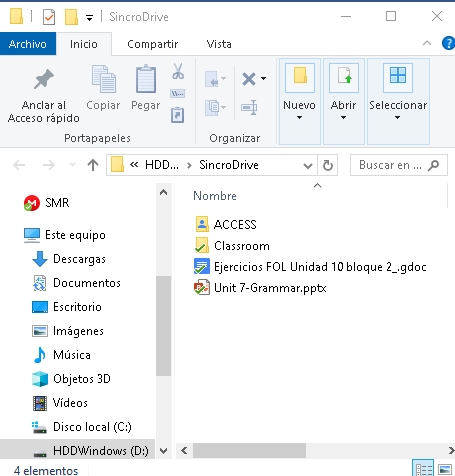 SincroDrive
Archivo Inicio Compartir Vista
Anclar al Acceso rápido
Copiar
Pegar
Nuevo
Abrir
Seleccionar
Portapapeles
Organizar
« HDD... > SincroDrive
Buscar en ...
Nombre
SMR
Este equipo
Descargas
Documentos
Escritorio
Imágenes
Música
Objetos 3D
Vídeos
Disco local (C:)
HDDWindows (D:)
ACCESS
Classroom
Ejercicios FOL Unidad 10 bloque 2_.gdoc
Unit 7-Grammar.pptx
4 elementos